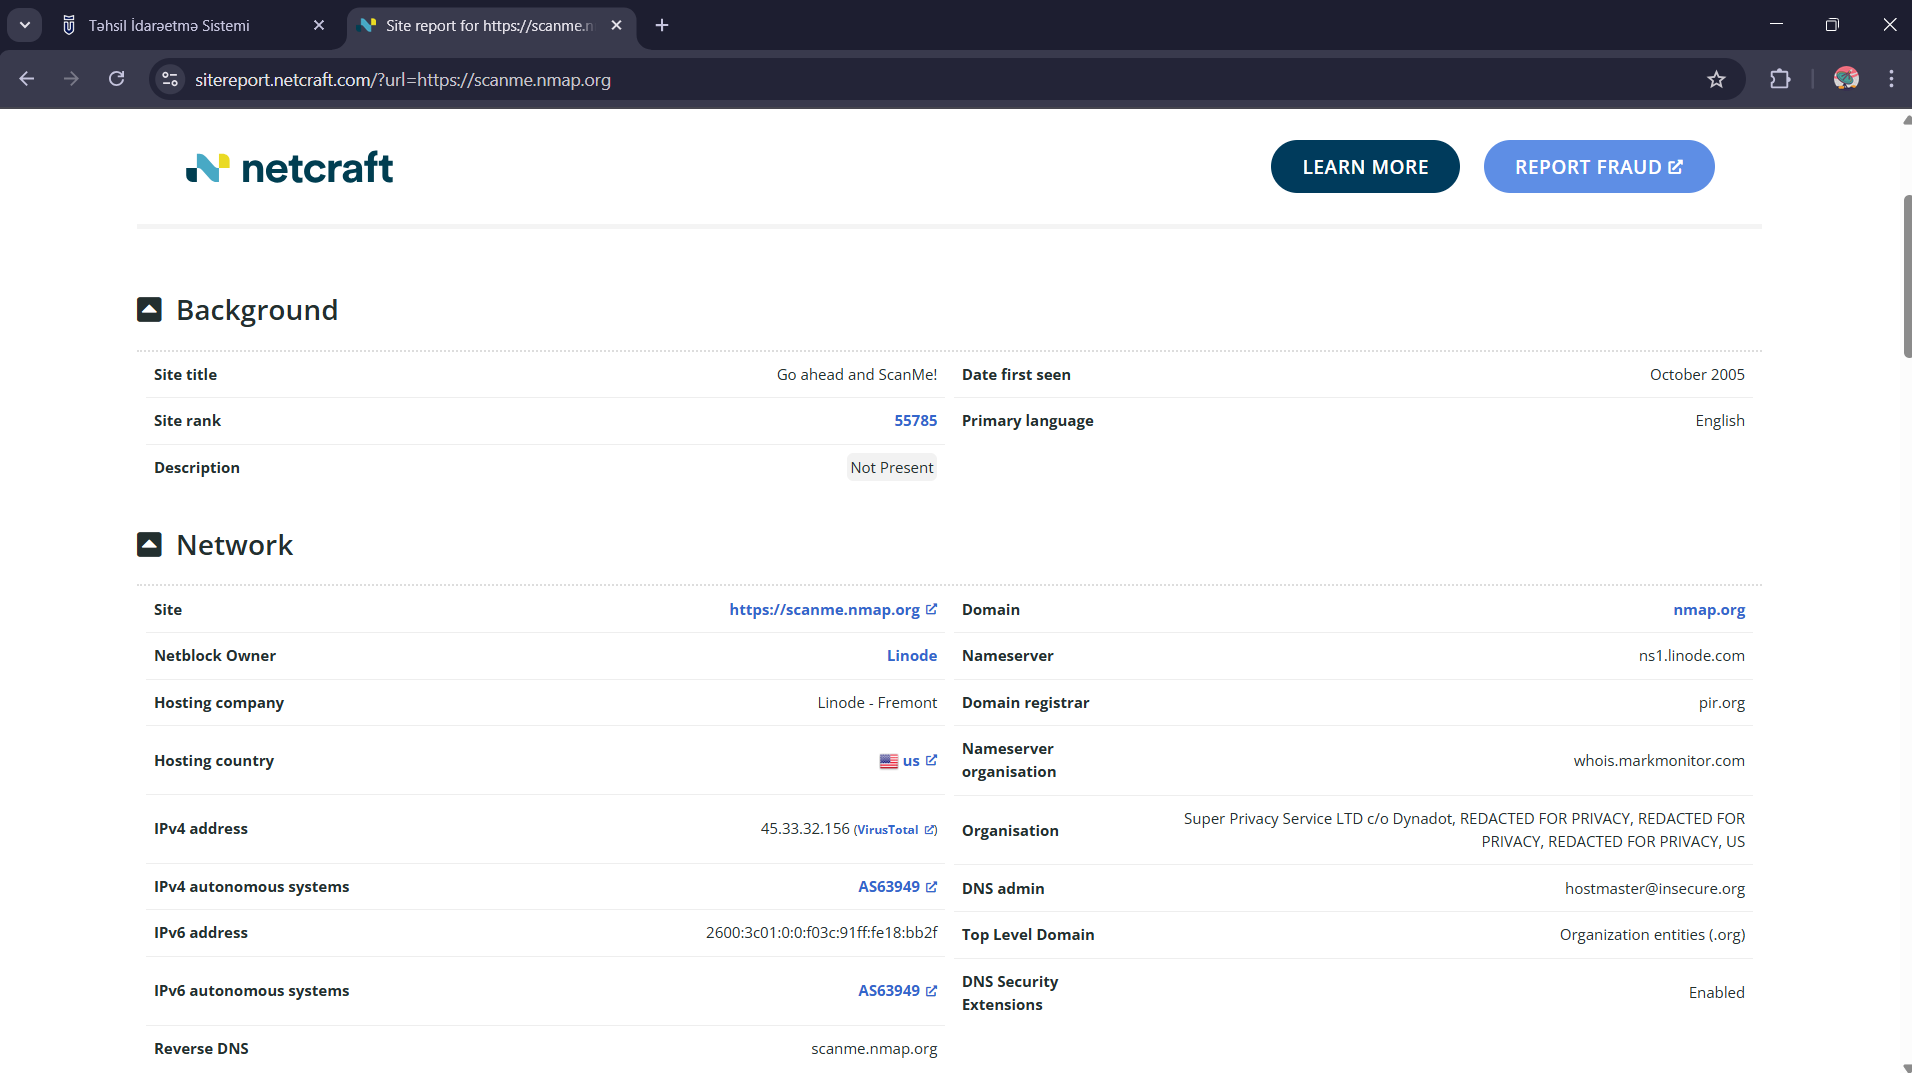 Təhsil İdarəetmə Sistemi
Site report for https://scanme.n
sitereport.netcraft.com/?url=https://scanme.nmap.org
netcraft
LEARN MORE
REPORT FRAUD
Background
Site title
Go ahead and ScanMe!
Date first seen
October 2005
Site rank
55785
Primary language
English
Description
Not Present
Network
Site
https://scanme.nmap.org
Domain
nmap.org
Netblock Owner
Linode
Nameserver
ns1.linode.com
Hosting company
Linode - Fremont
Domain registrar
pir.org
Hosting country
us
Nameserver
organisation
whois.markmonitor.com
IPv4 address
45.33.32.156 (VirusTotal)
Organisation
Super Privacy Service LTD c/o Dynadot, REDACTED FOR PRIVACY, REDACTED FOR
PRIVACY, REDACTED FOR PRIVACY, US
IPv4 autonomous systems
AS63949
DNS admin
hostmaster@insecure.org
IPv6 address
2600:3c01:0:0:f03c:91ff:fe18:bb2f
Top Level Domain
Organization entities (.org)
IPv6 autonomous systems
AS63949
DNS Security
Extensions
Enabled
Reverse DNS
scanme.nmap.org